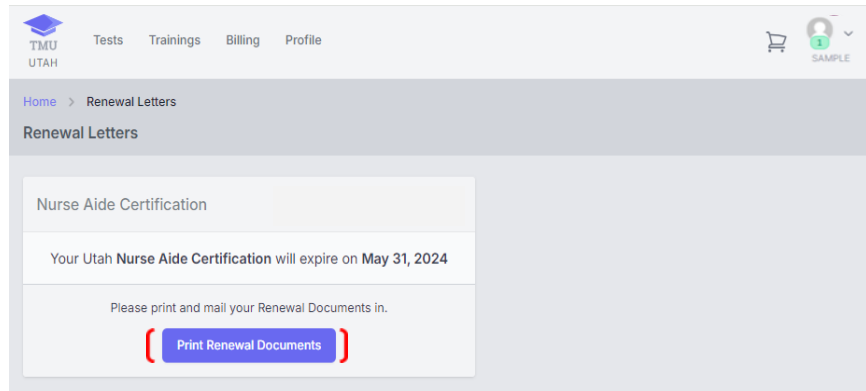 TMU
UTAH
Tests Trainings Billing Profile
1
SAMPLE
Home > Renewal Letters
Renewal Letters
Nurse Aide Certification
Your Utah Nurse Aide Certification will expire on May 31, 2024
Please print and mail your Renewal Documents in.
Print Renewal Documents